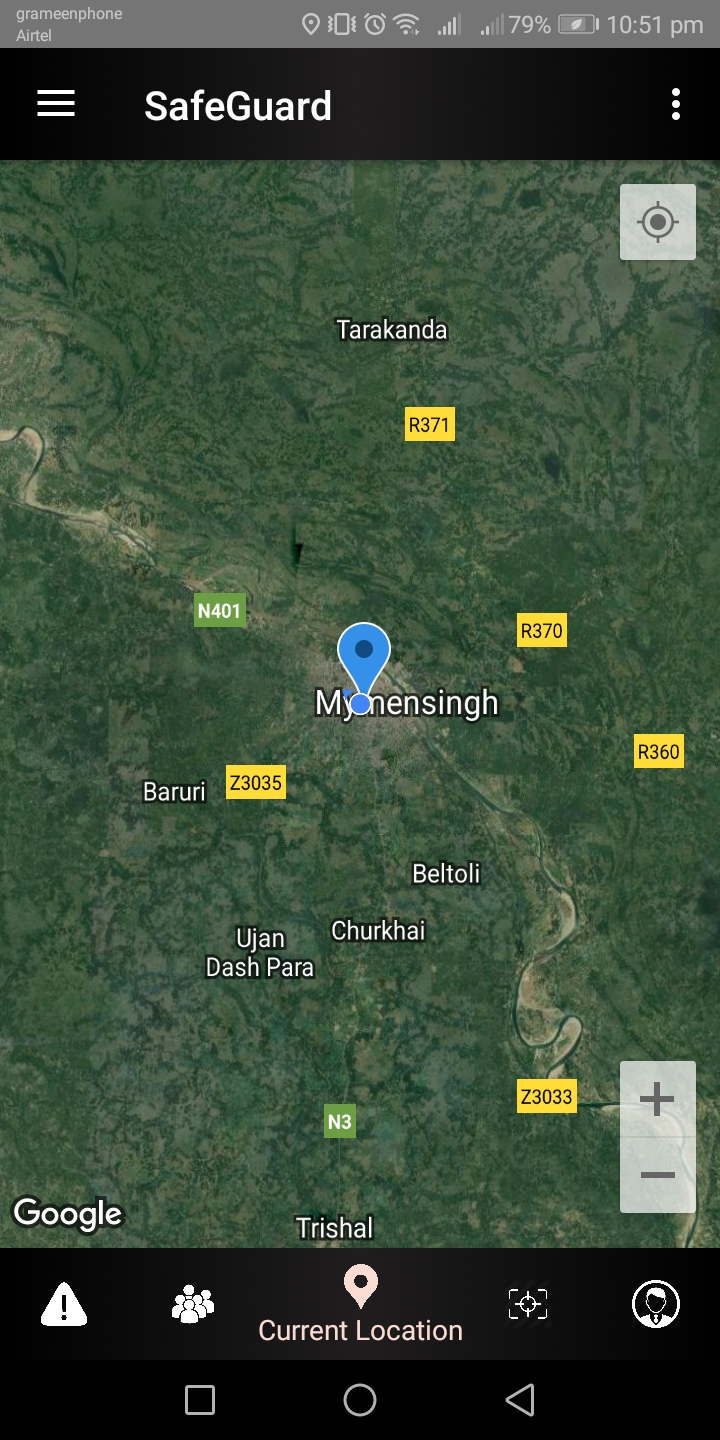 grameenphone
Airtel
79% 10:51 pm
SafeGuard
Tarakanda
R371
N401
R370
Mymensingh
R360
Baruri
Z3035
Beltoli
Churkhai
Ujan
Dash Para
Z3033
N3
Google
Trishal
Current Location